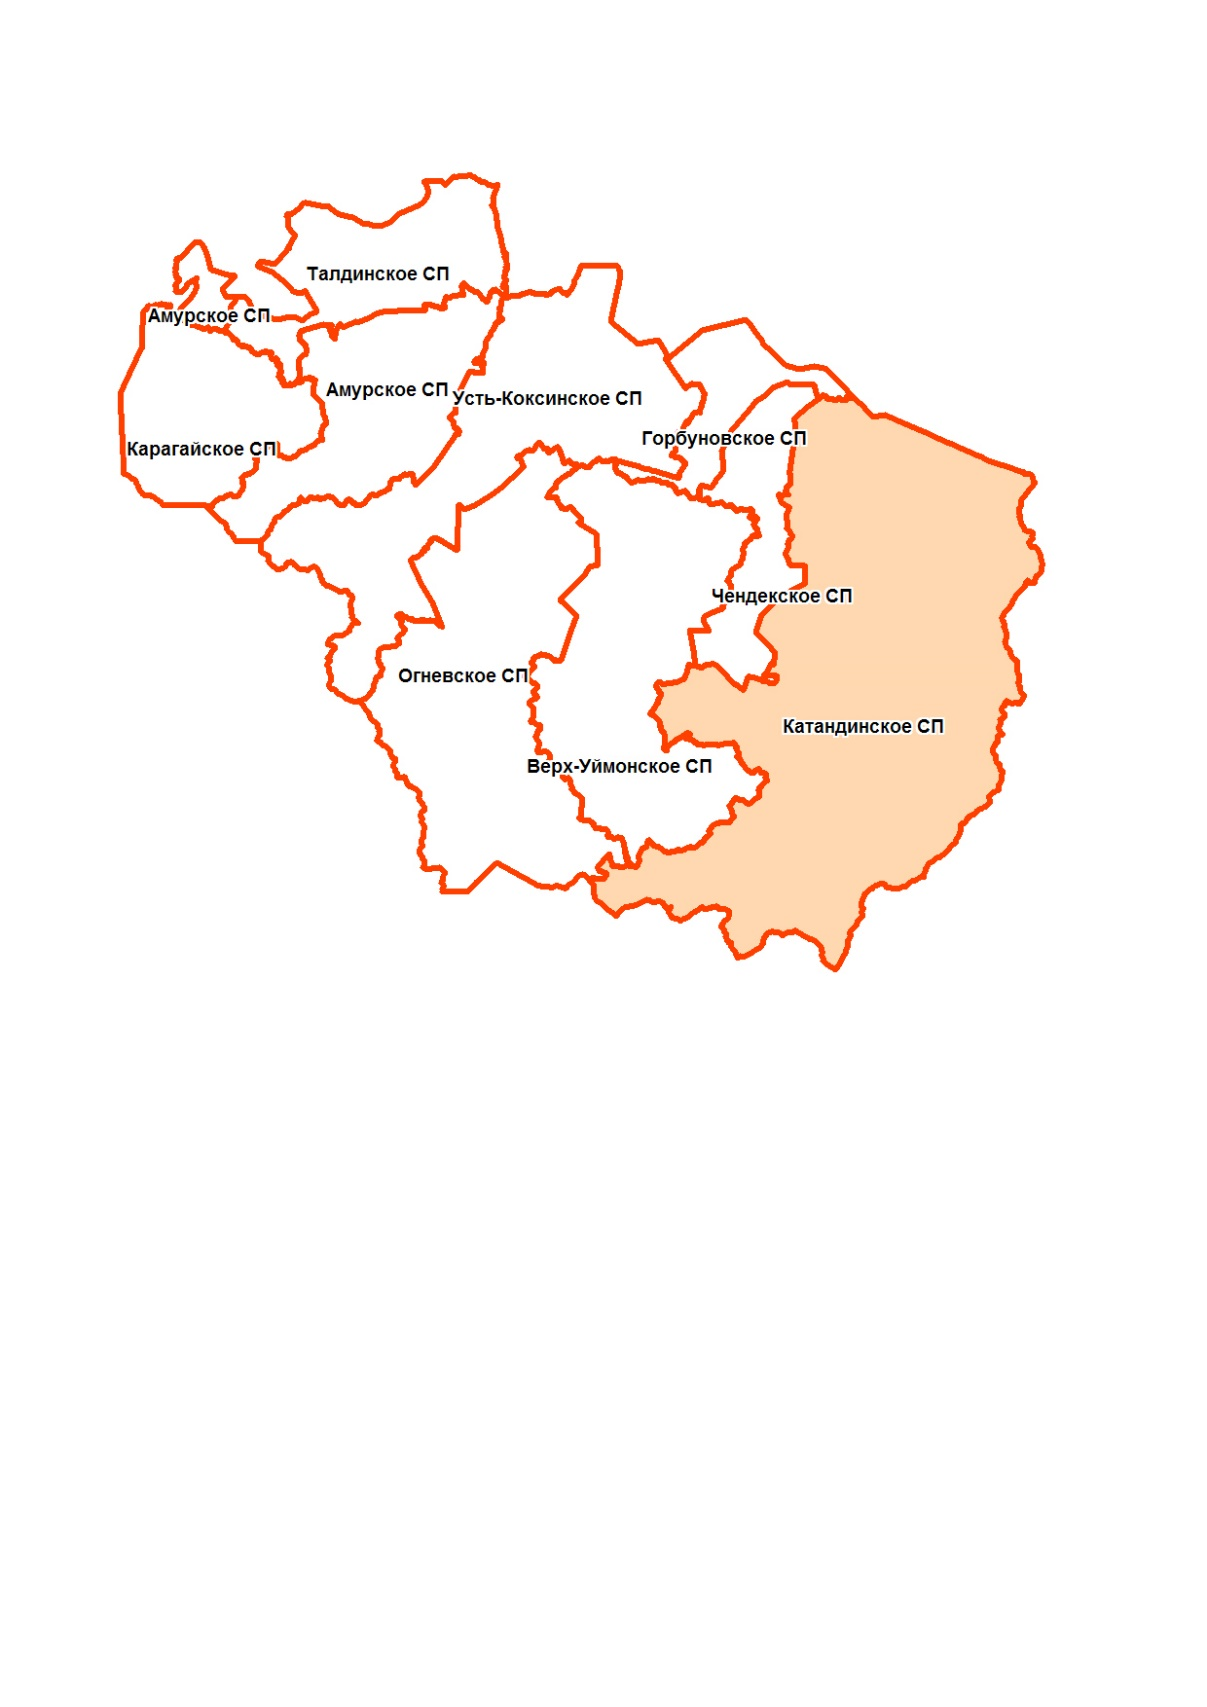 Талдинское СП
Амурское СП
Амурское СП
Усть-Коксинское СП
Горбуновское СП
Карагайское СП
Чендекское СП
Огневское СП
Катандинское СП
Верх-Уймонское СП